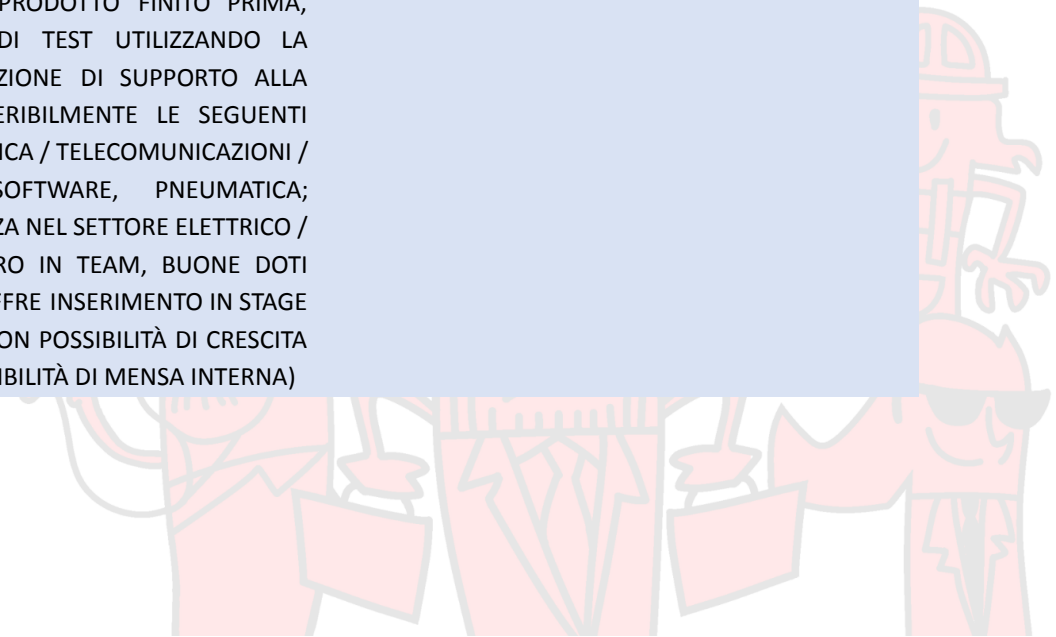 PRODOTTO FINITO PRIMA,
DI TEST UTILIZZANDO LA
ZIONE DI SUPPORTO ALLA
ERIBILMENTE LE SEGUENTI
ICA / TELECOMUNICAZIONI /
SOFTWARE, PNEUMATICA;
ZA NEL SETTORE ELETTRICO /
RO IN TEAM, BUONE DOTI
FFRE INSERIMENTO IN STAGE
ON POSSIBILITÀ DI CRESCITA
IBILITÀ DI MENSA INTERNA)